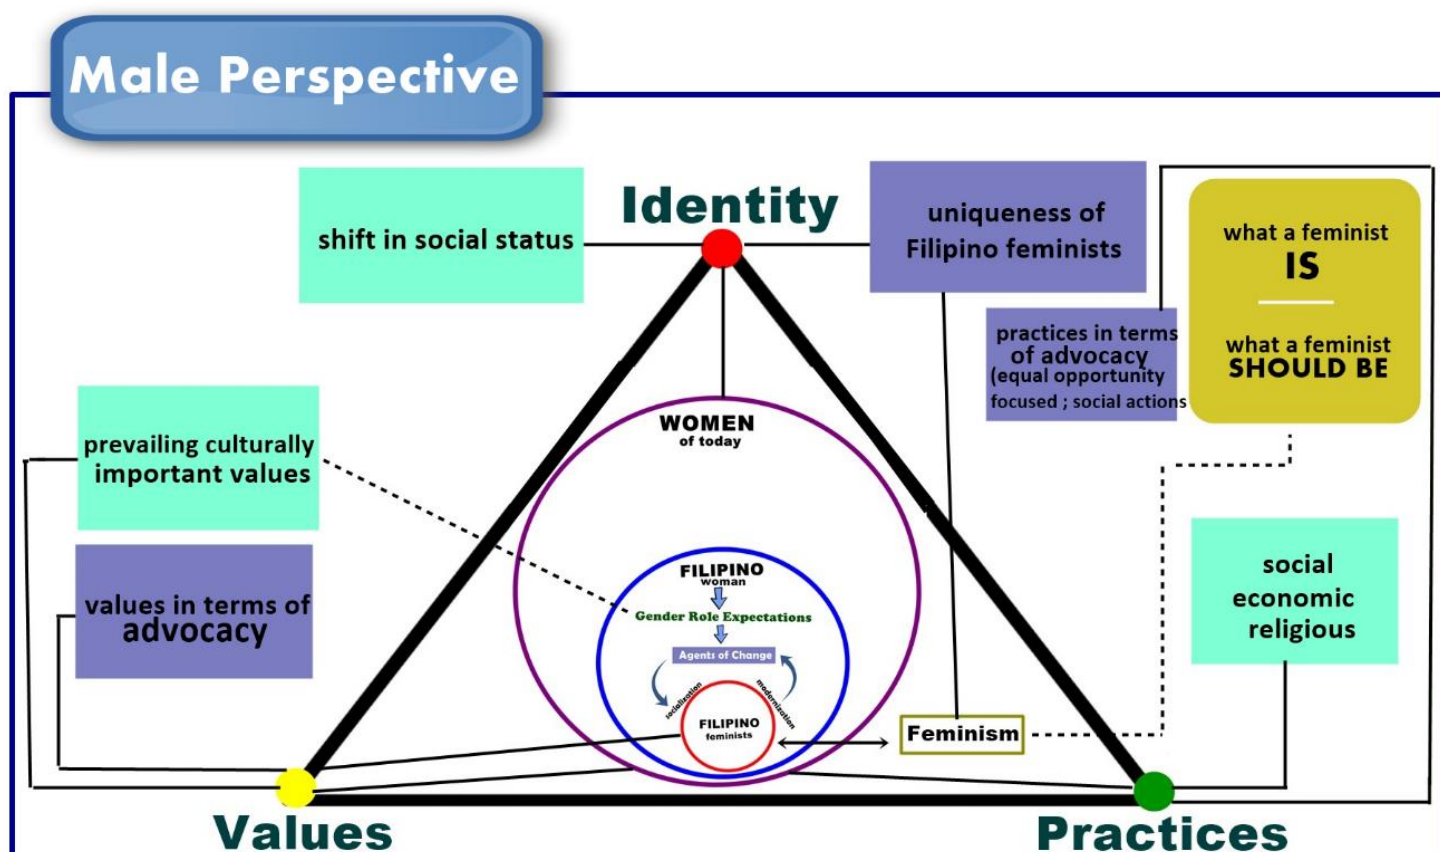 Male Perspective
Identity
shift in social status
uniqueness of
Filipino feminists
what a feminist
IS
what a feminist
SHOULD BE
practices in terms
of advocacy
(equal opportunity
focused ; social actions
prevailing culturally
important values
values in terms of
advocacy
WOMEN
of today
FILIPINO
woman
Gender Role Expectations
Agents of Change
socialization
modernization
FILIPINO
feminists
Feminism
social
economic
religious
Values
Practices